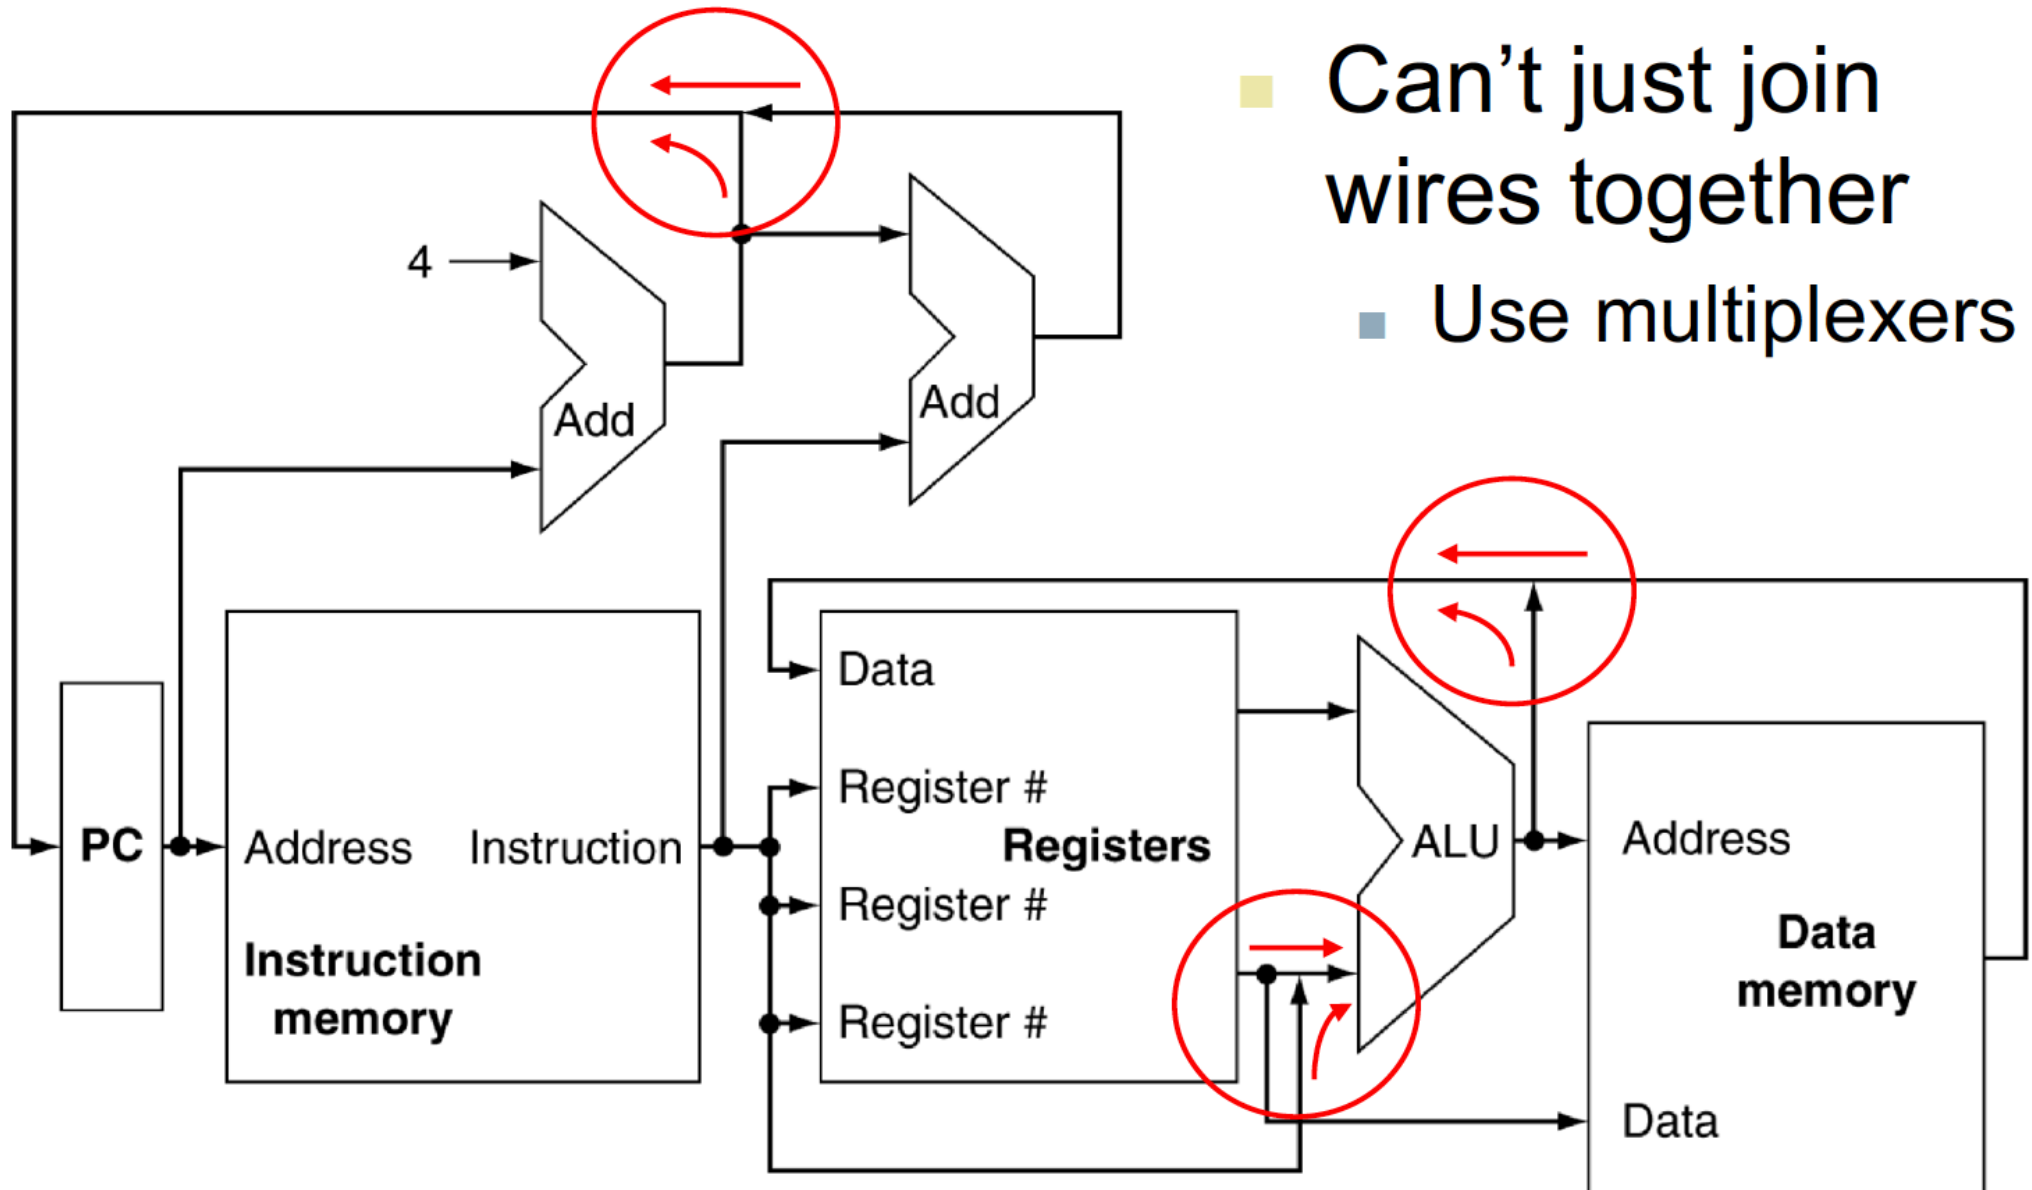 Can’t just join
wires together
Use multiplexers
4
Add
Add
PC
Address
Instruction
Instruction
memory
Data
Register #
Registers
Register #
Register #
ALU
Address
Data
memory
Data